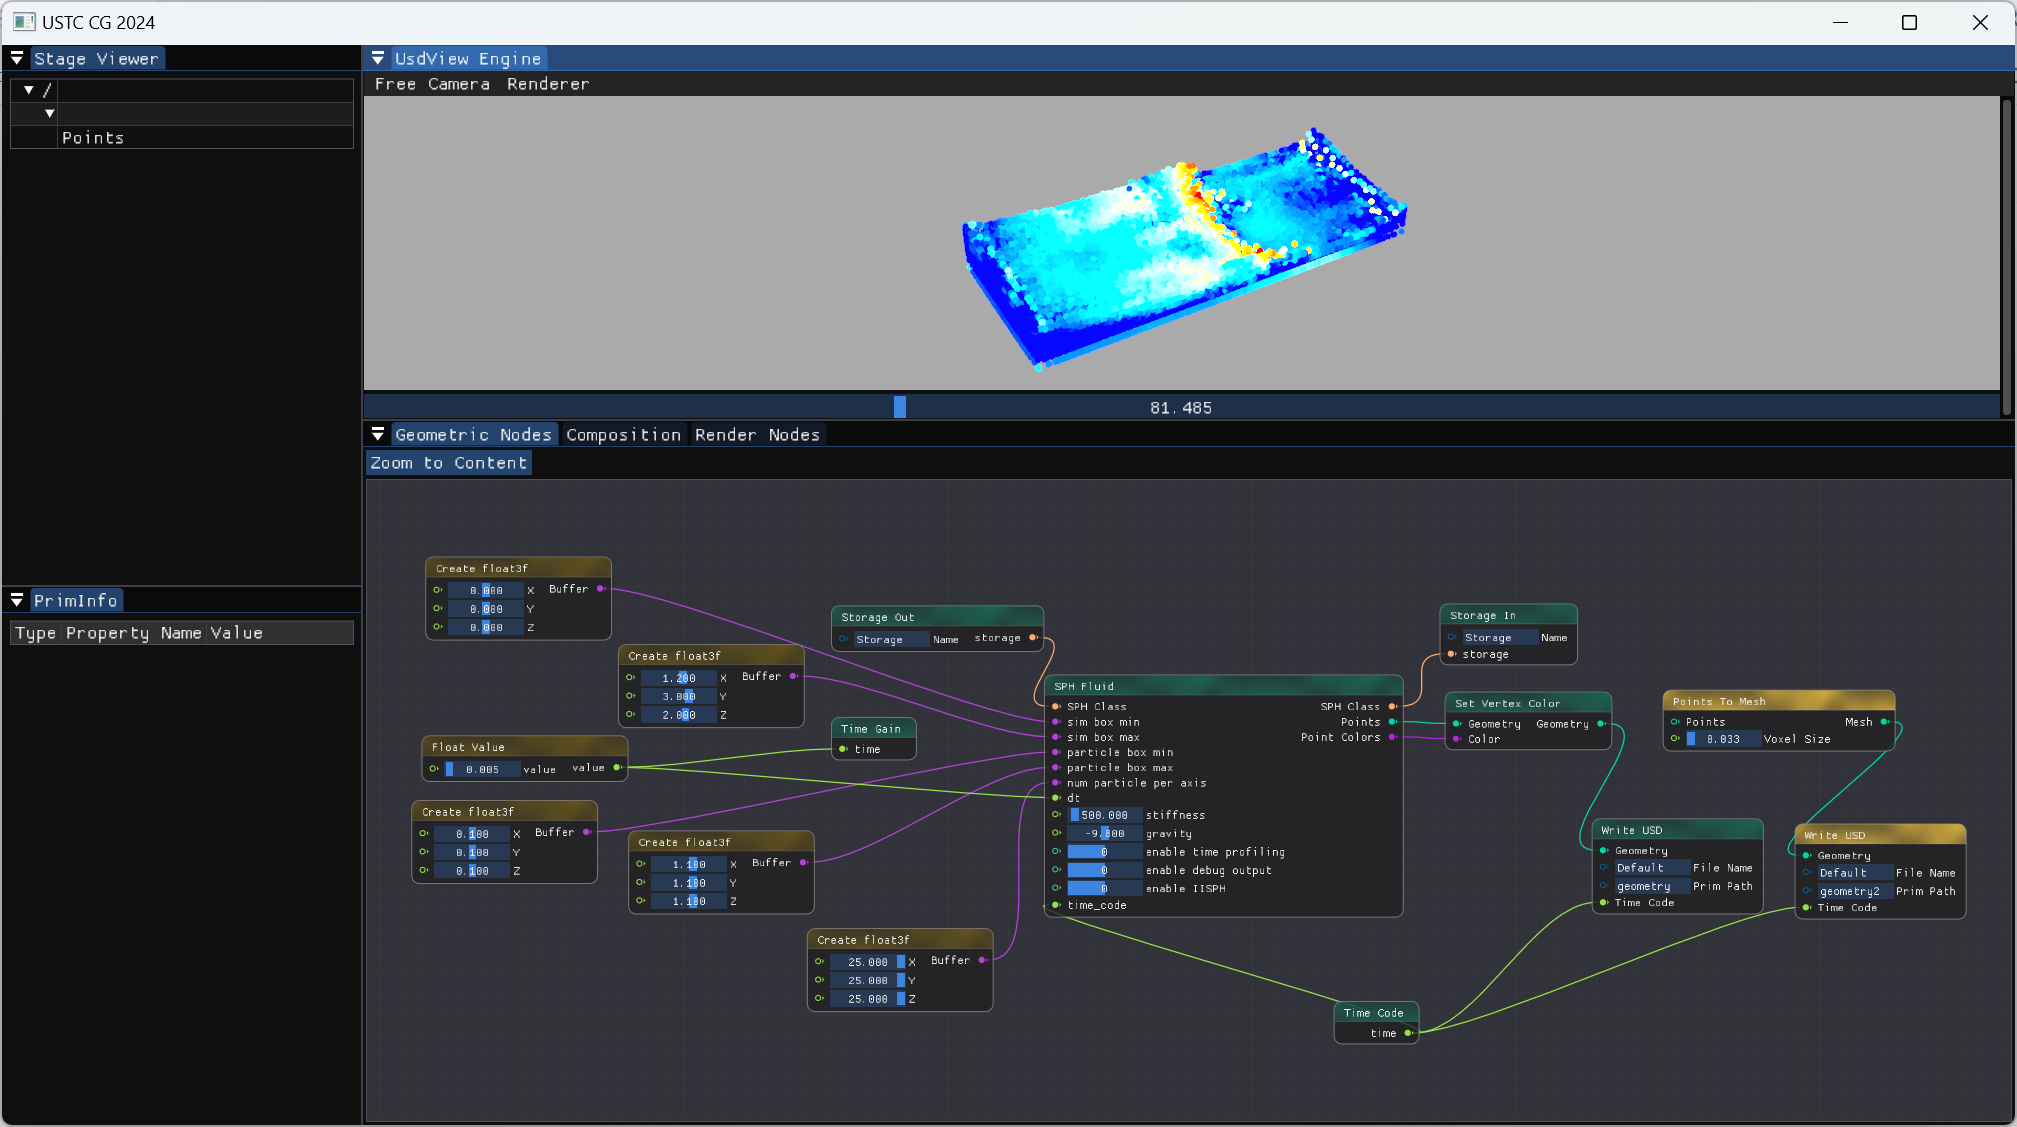 USTC CG 2024
Stage Viewer
/
Points
PrimInfo
Type Property Name Value
UsdView Engine
Free Camera Renderer
81.485
Geometric Nodes Composition Render Nodes
Zoom to Content
Create float3f
0.000 X Buffer
0.000 Y
0.000 Z
Create float3f
1.200 X Buffer
3.000 Y
2.000 Z
Float Value
0.005 value value
Create float3f
0.100 X Buffer
0.100 Y
0.100 Z
Create float3f
1.100 X Buffer
1.100 Y
1.100 Z
Create float3f
25.000 X Buffer
25.000 Y
25.000 Z
Storage Out
Storage Name storage
Time Gain
time
SPH Fluid
SPH Class SPH Class
sim box min Points
sim box max Point Colors
particle box min
particle box max
num particle per axis
dt
500.000 stiffness
-9.800 gravity
0 enable time profiling
0 enable debug output
0 enable IISPH
time_code
Storage In
Storage Name
storage
Set Vertex Color
Geometry Geometry
Color
Points To Mesh
Points Mesh
0.033 Voxel Size
Write USD
Geometry
Default File Name
geometry Prim Path
Time Code
Write USD
Geometry
Default File Name
geometry2 Prim Path
Time Code
Time Code
time